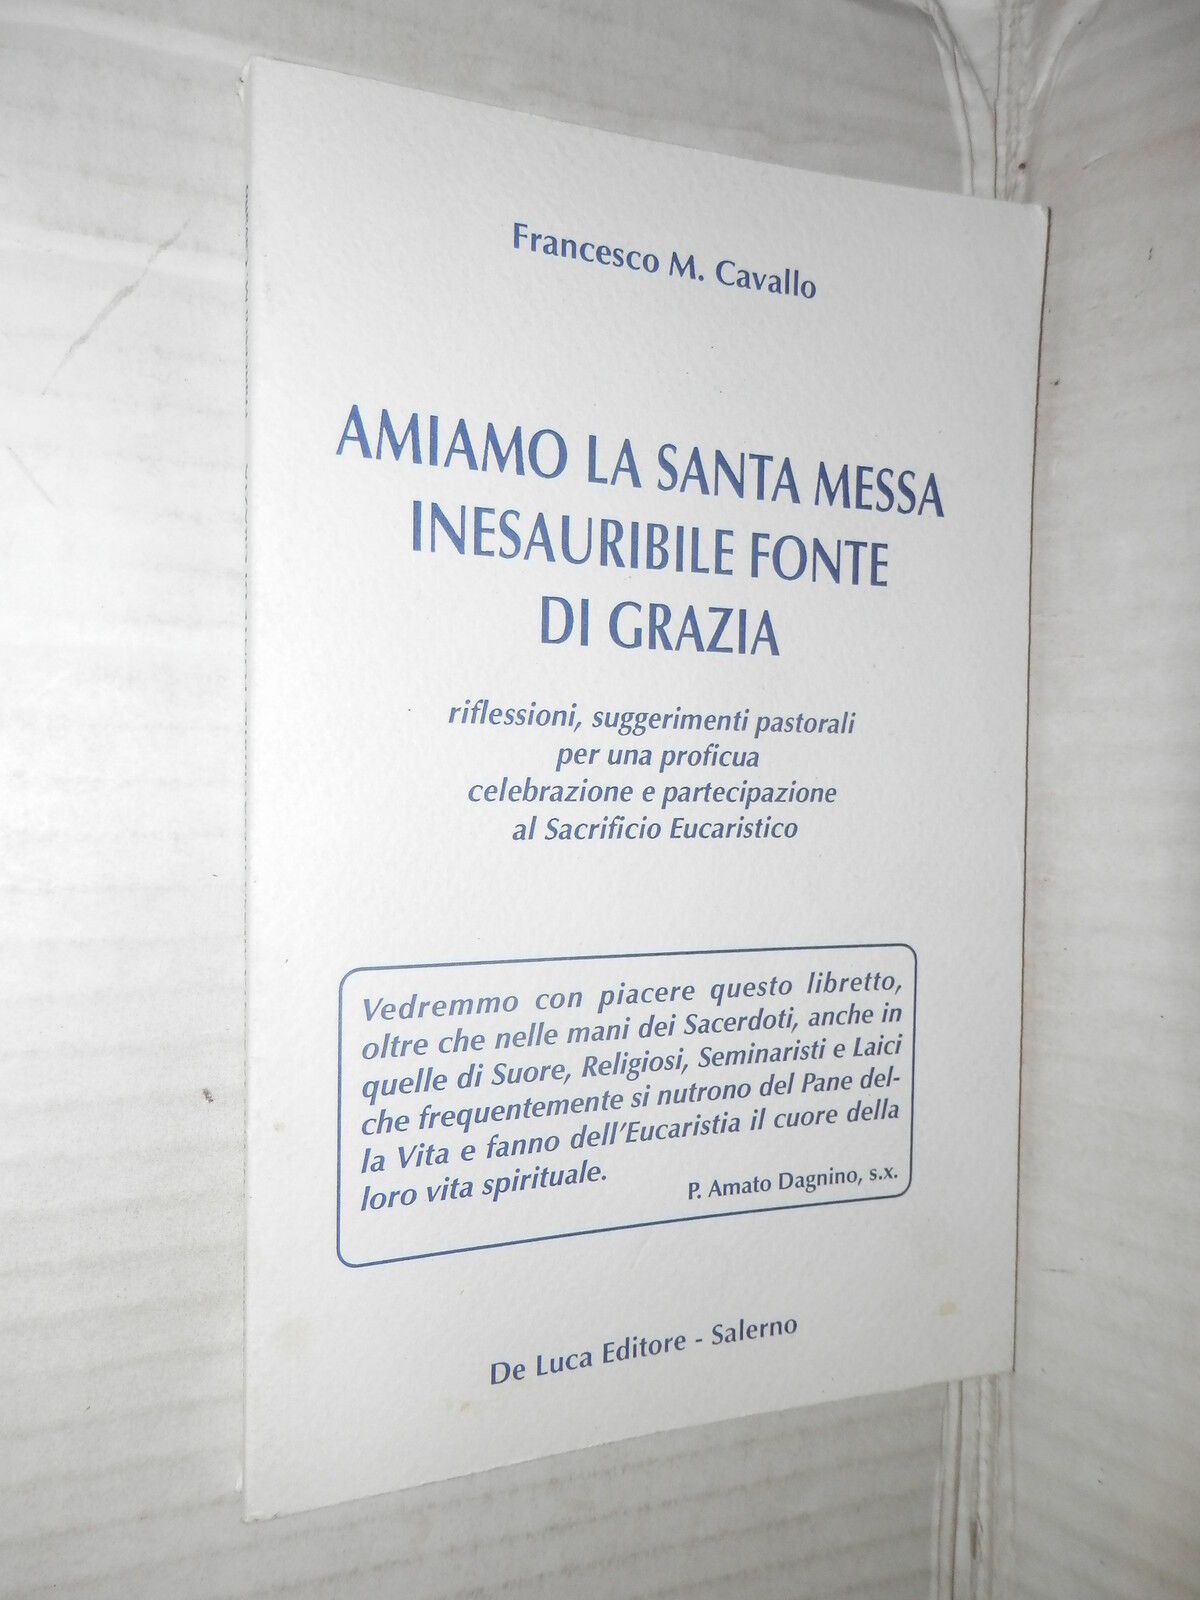 Francesco M. Cavallo
AMIAMO LA SANTA MESSA
INESAURIBILE FONTE
DI GRAZIA
riflessioni, suggerimenti pastorali
per una proficua
celebrazione e partecipazione
al Sacrificio Eucaristico
Vedremmo con piacere questo libretto,
oltre che nelle mani dei Sacerdoti, anche in
quelle di Suore, Religiosi, Seminaristi e Laici
che frequentemente si nutrono del Pane del-
la Vita e fanno dell'Eucaristia il cuore della
loro vita spirituale.
P. Amato Dagnino, s.x.
De Luca Editore - Salerno